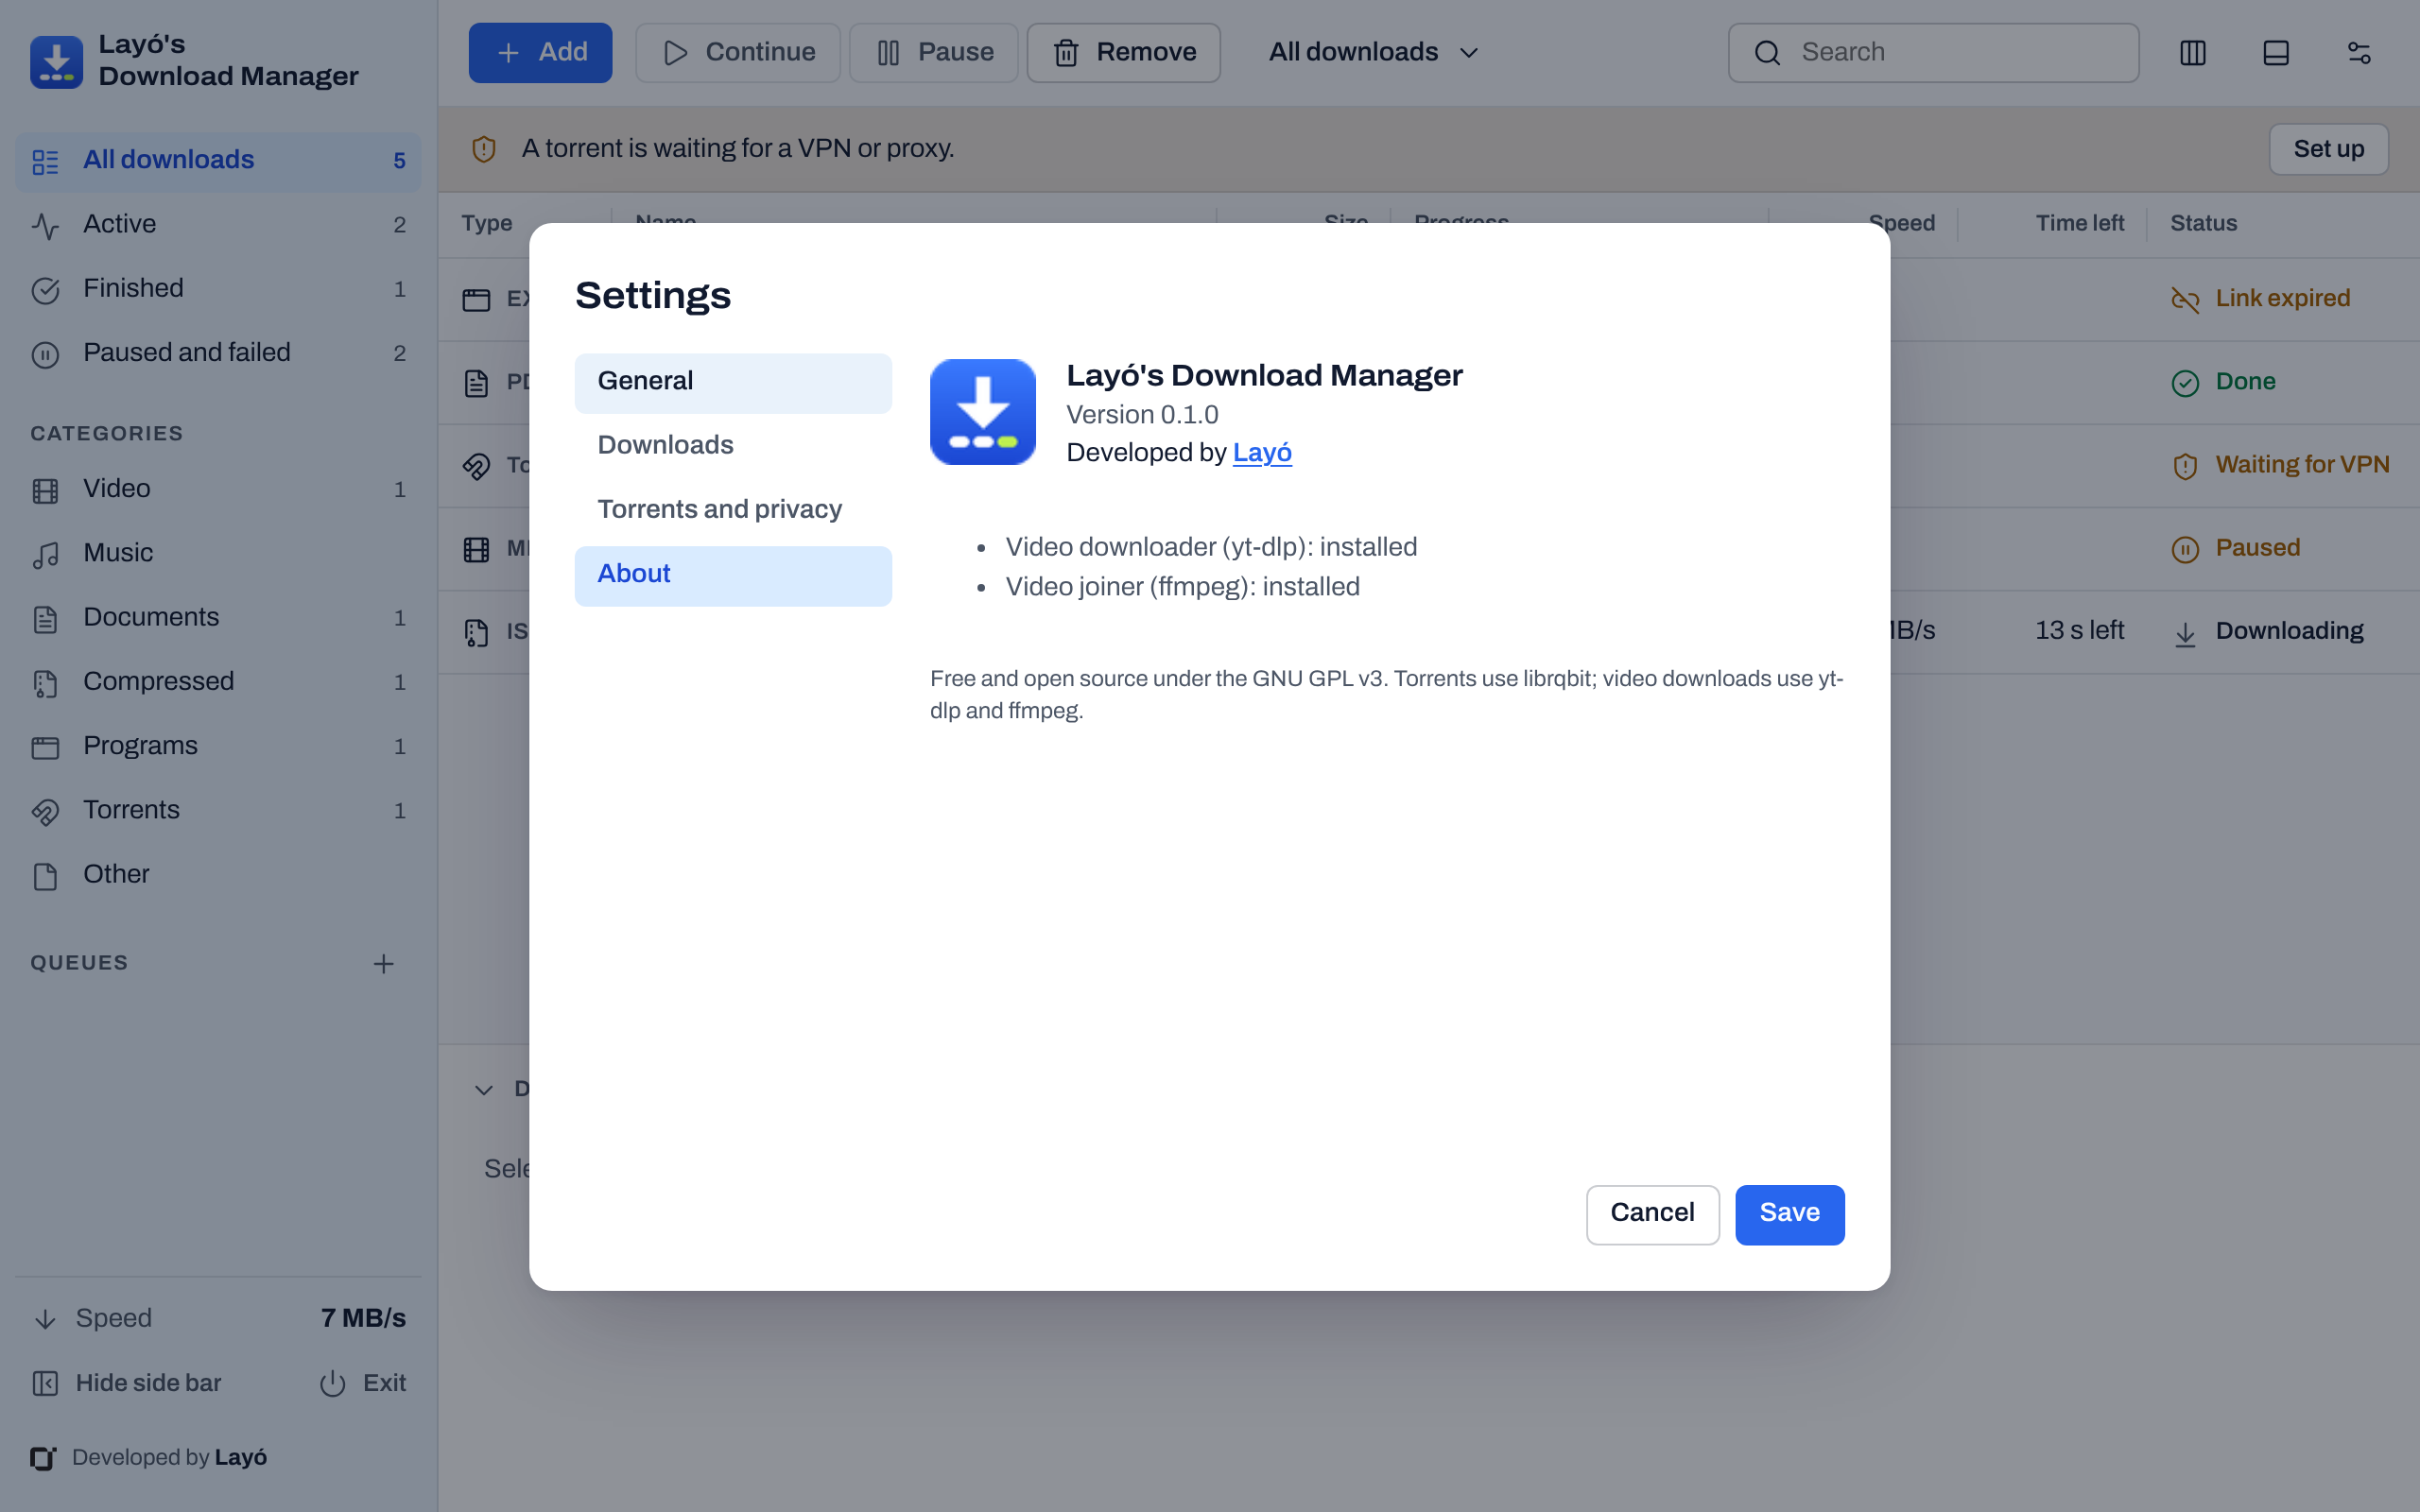 Layó's
Download Manager
All downloads 5
Active 2
Finished 1
Paused and failed 2
CATEGORIES
Video 1
Music
Documents 1
Compressed 1
Programs 1
Torrents 1
Other
QUEUES
Speed 7 MB/s
Hide side bar Exit
Developed by Layó
Add Continue Pause Remove All downloads Search
A torrent is waiting for a VPN or proxy. Set up
Type Name Size Progress Speed Time left Status
Link expired
Done
Waiting for VPN
Paused
13 s left Downloading
Settings
General
Downloads
Torrents and privacy
About
Layó's Download Manager
Version 0.1.0
Developed by Layó
Video downloader (yt-dlp): installed
Video joiner (ffmpeg): installed
Free and open source under the GNU GPL v3. Torrents use librqbit; video downloads use yt-
dlp and ffmpeg.
Cancel Save